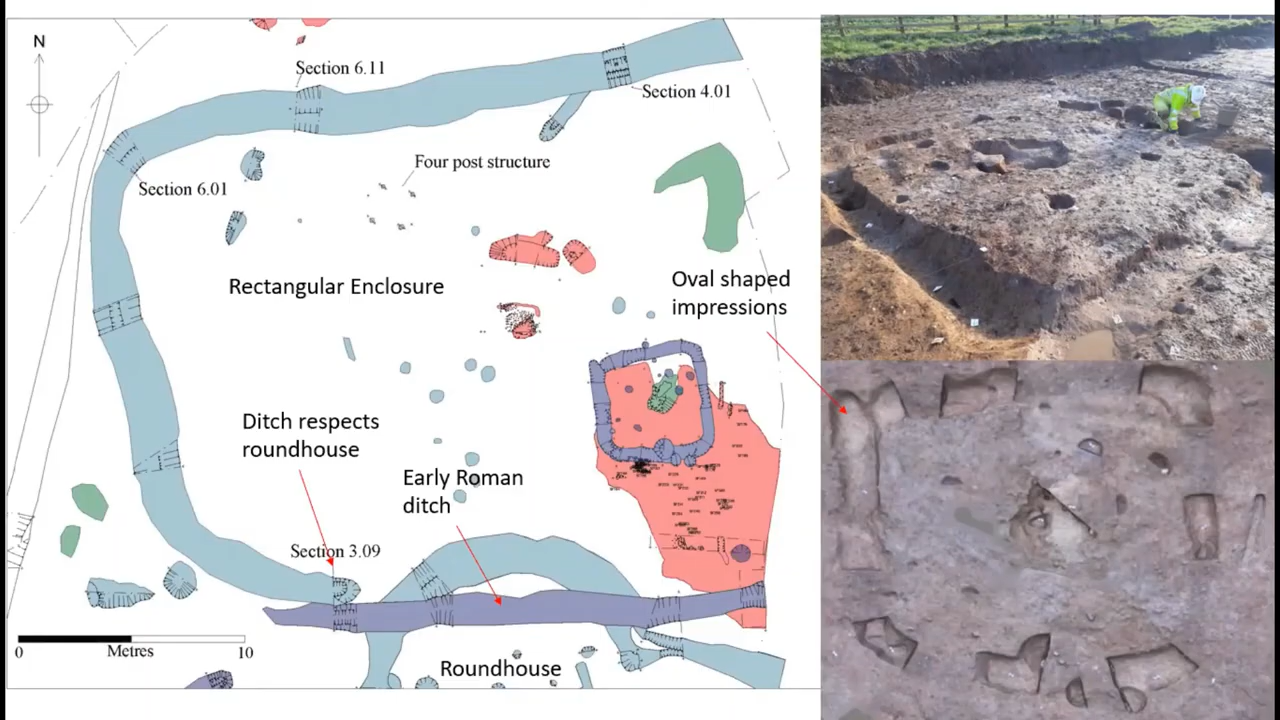 N
Section 6.11
Section 4.01
Four post structure
Section 6.01
Rectangular Enclosure
Oval shaped
impressions
Ditch respects
roundhouse
Early Roman
ditch
Section 3.09
0 Metres 10
Roundhouse